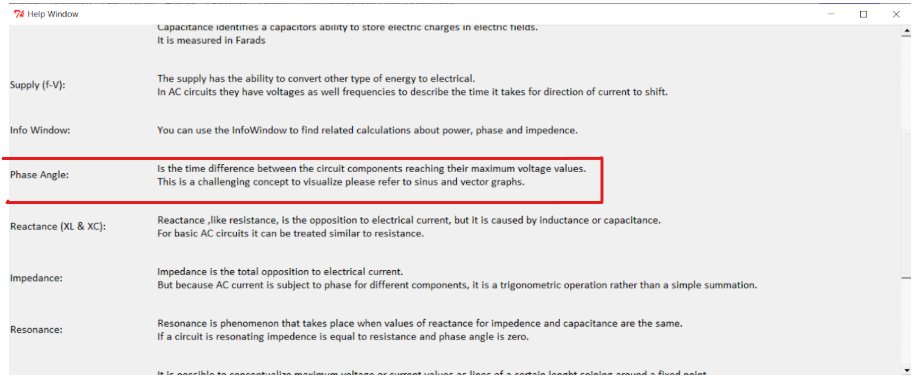 Help Window
Capacitance identifies a capacitors ability to store electric charges in electric fields.
It is measured in Farads
Supply (f-V):
The supply has the ability to convert other type of energy to electrical.
In AC circuits they have voltages as well frequencies to describe the time it takes for direction of current to shift.
Info Window:
You can use the InfoWindow to find related calculations about power, phase and impedence.
Phase Angle:
Is the time difference between the circuit components reaching their maximum voltage values.
This is a challenging concept to visualize please refer to sinus and vector graphs.
Reactance (XL & XC):
Reactance ,like resistance, is the opposition to electrical current, but it is caused by inductance or capacitance.
For basic AC circuits it can be treated similar to resistance.
Impedance:
Impedance is the total opposition to electrical current.
But because AC current is subject to phase for different components, it is a trigonometric operation rather than a simple summation.
Resonance:
Resonance is phenomenon that takes place when values of reactance for impedence and capacitance are the same.
If a circuit is resonating impedence is equal to resistance and phase angle is zero.
It is possible to conceptualize maximum voltage or current values as lines of a certain lenght spining around a fixed point